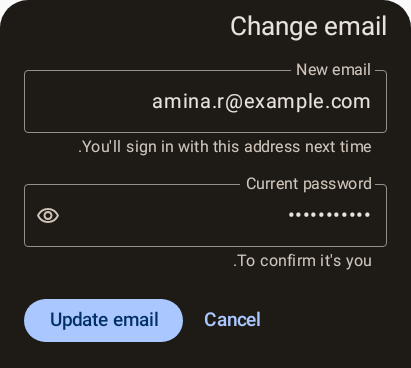 Change email
New email
amina.r@example.com
.You'll sign in with this address next time
Current password
•••••••••••
.To confirm it's you
Update email
Cancel